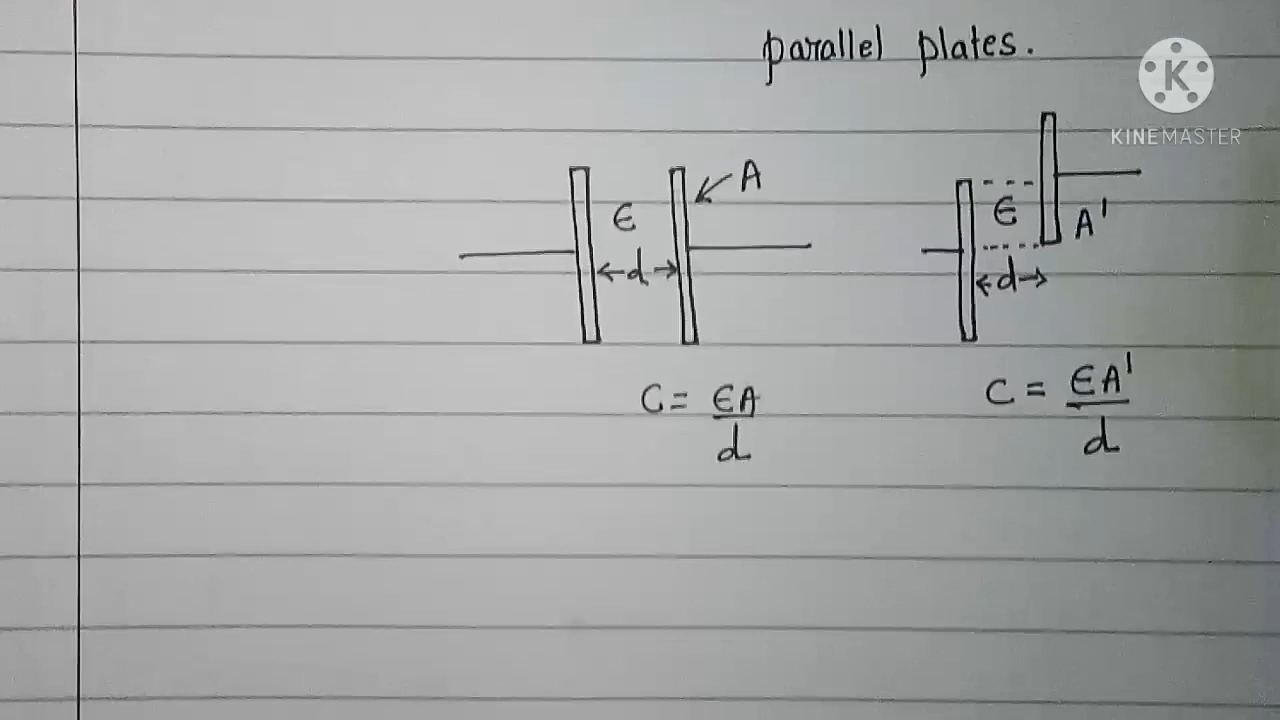 parallel plates.
K
KINEMASTER
A
ϵ
d
ϵ
A'
d
C = ϵA/d
C = ϵA'/d